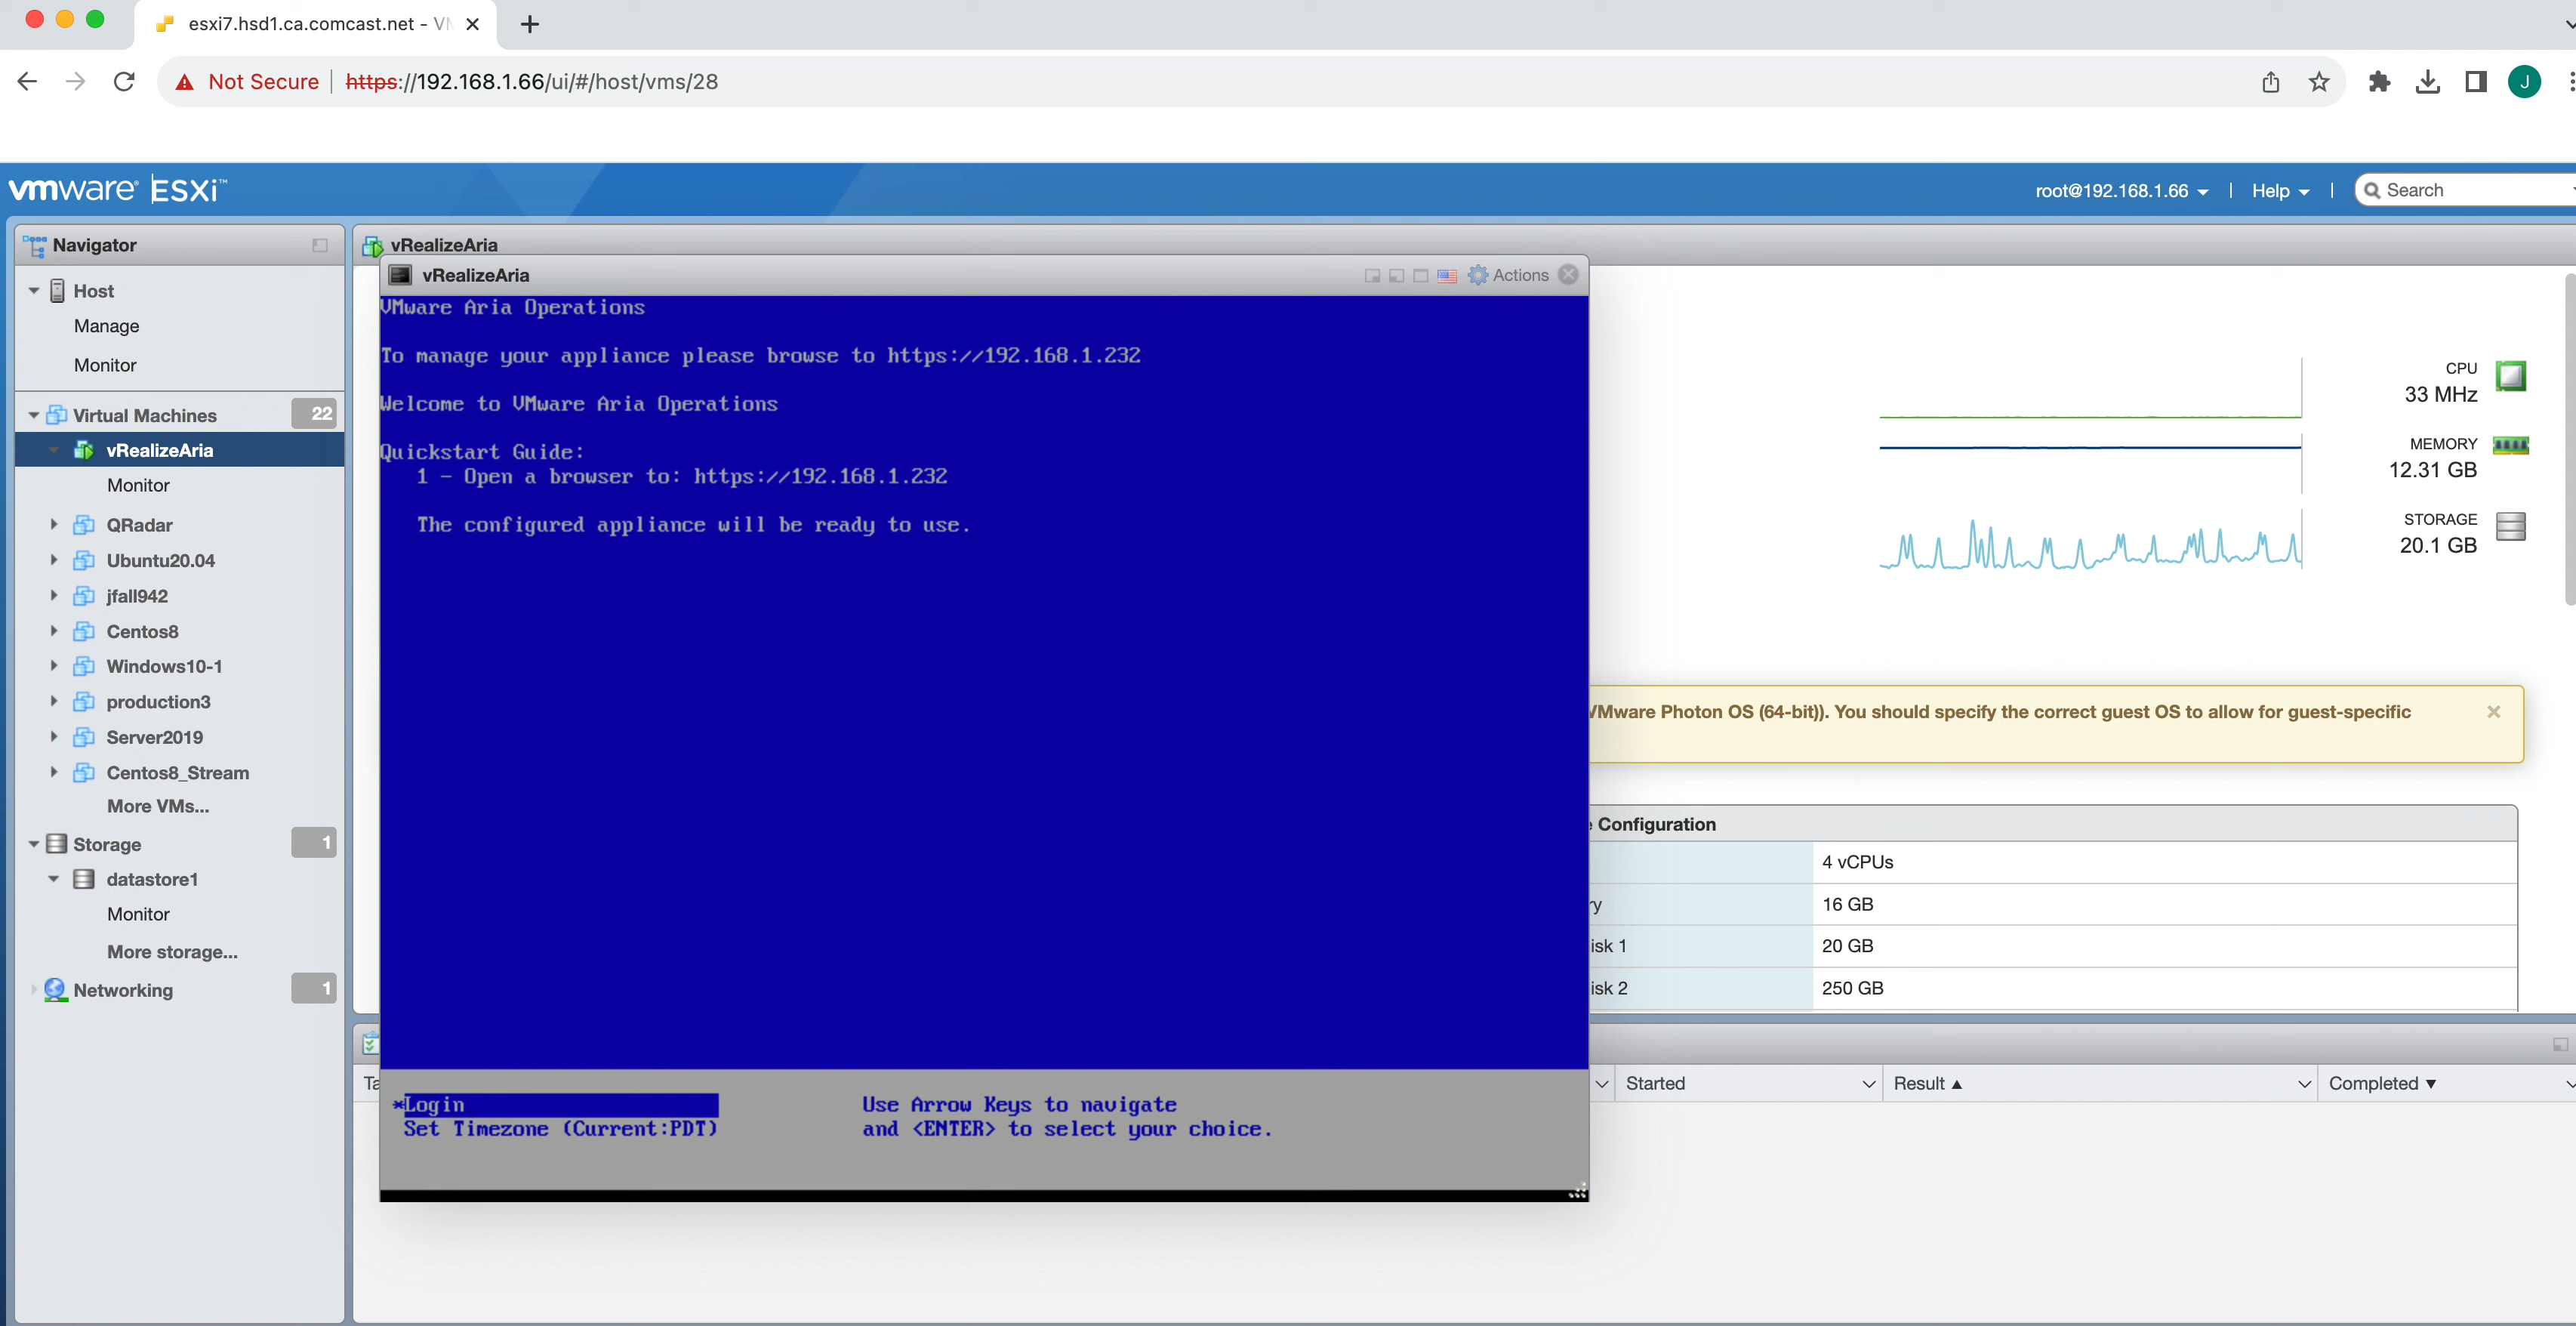 esxi7.hsd1.ca.comcast.net - VM
Not Secure | https://192.168.1.66/ui/#/host/vms/28
J
vmware® ESXi™
root@192.168.1.66 | Help | Search
Navigator
Host
Manage
Monitor
Virtual Machines 22
vRealizeAria
Monitor
QRadar
Ubuntu20.04
jfall942
Centos8
Windows10-1
production3
Server2019
Centos8_Stream
More VMs...
Storage 1
datastore1
Monitor
More storage...
Networking 1
vRealizeAria
vRealizeAria
Actions
VMware Aria Operations
To manage your appliance please browse to https://192.168.1.232
Welcome to VMware Aria Operations
Quickstart Guide:
1 - Open a browser to: https://192.168.1.232
The configured appliance will be ready to use.
*Login
Set Timezone (Current:PDT)
Use Arrow Keys to navigate
and <ENTER> to select your choice.
CPU
33 MHz
MEMORY
12.31 GB
STORAGE
20.1 GB
VMware Photon OS (64-bit)). You should specify the correct guest OS to allow for guest-specific
Configuration
4 vCPUs
16 GB
isk 1 20 GB
isk 2 250 GB
Ta
Started
Result ▲
Completed ▼